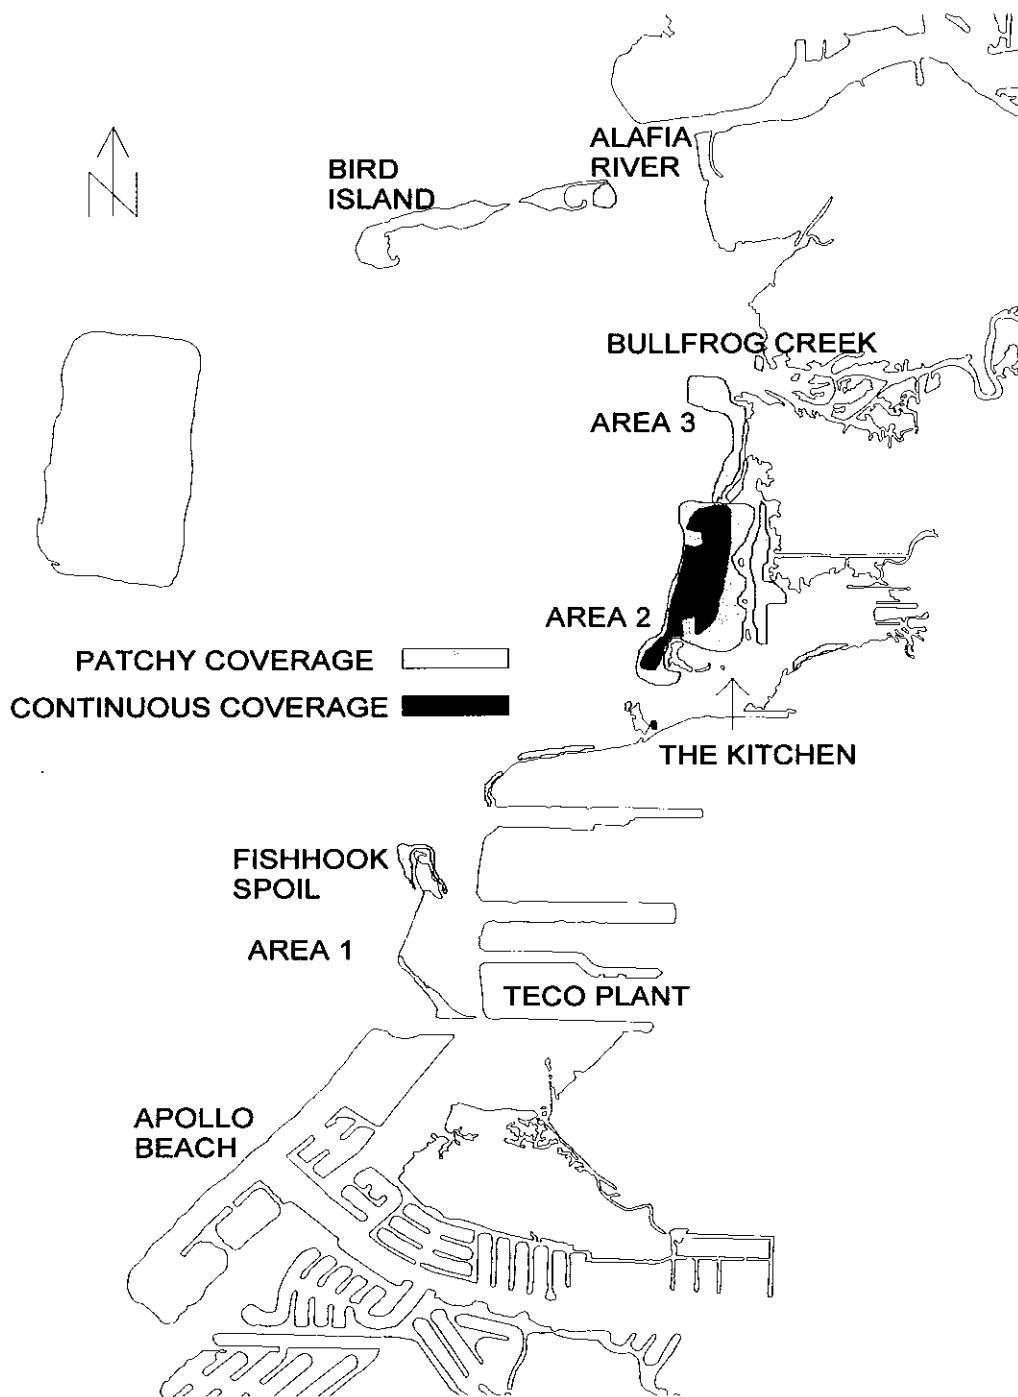 ALAFIA
RIVER
BIRD
ISLAND
N
BULLFROG CREEK
AREA 3
AREA 2
PATCHY COVERAGE
CONTINUOUS COVERAGE
THE KITCHEN
FISHHOOK
SPOIL
AREA 1
TECO PLANT
APOLLO
BEACH